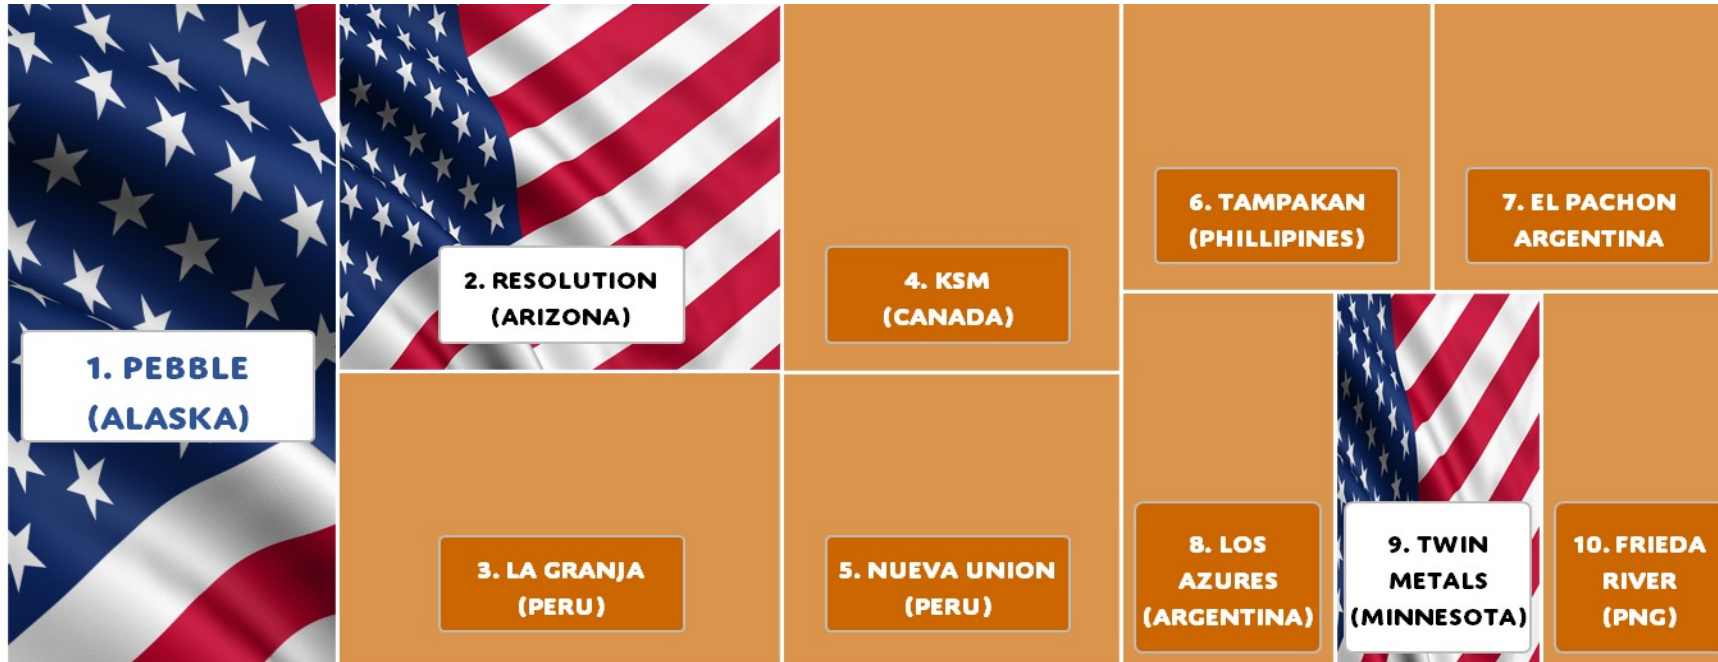 1. PEBBLE
(ALASKA)
2. RESOLUTION
(ARIZONA)
3. LA GRANJA
(PERU)
4. KSM
(CANADA)
5. NUEVA UNION
(PERU)
6. TAMPAKAN
(PHILLIPINES)
7. EL PACHON
ARGENTINA
8. LOS
AZURES
(ARGENTINA)
9. TWIN
METALS
(MINNESOTA)
10. FRIEDA
RIVER
(PNG)